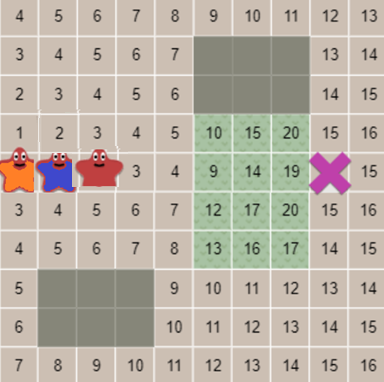 4 5 6 7 8 9 10 11 12 13
3 4 5 6 7 13 14
2 3 4 5 6 14 15
1 2 3 4 5 10 15 20 15 16
3 4 9 14 19 15
3 4 5 6 7 12 17 20 15 16
4 5 6 7 8 13 16 17 14 15
5 9 10 11 12 13 14
6 10 11 12 13 14 15
7 8 9 10 11 12 13 14 15 16